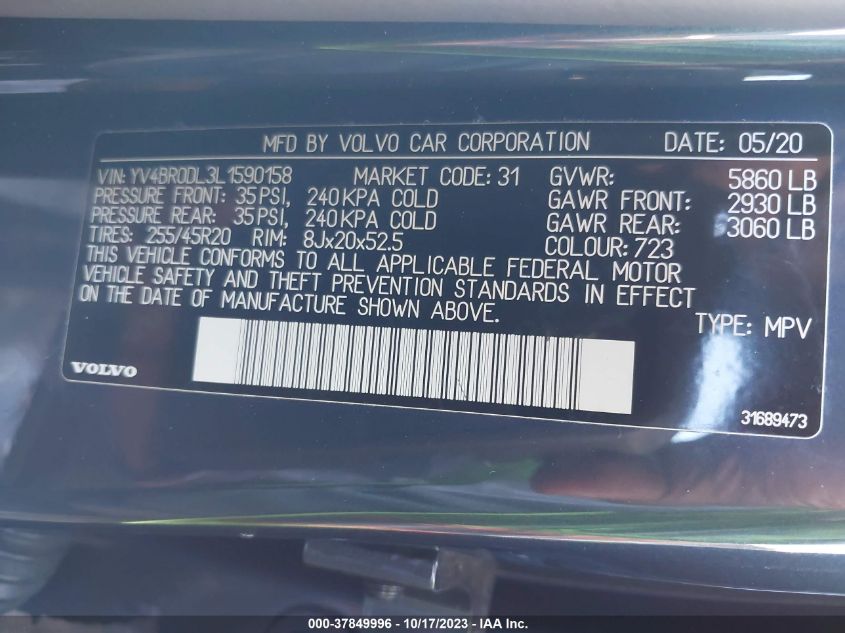 MFD BY VOLVO CAR CORPORATION DATE: 05/20
VIN: YV4BR0DL3L1590158 MARKET CODE: 31 GVWR: 5860 LB
PRESSURE FRONT: 35 PSI, 240 KPA COLD GAWR FRONT: 2930 LB
PRESSURE REAR: 35 PSI, 240 KPA COLD GAWR REAR: 3060 LB
TIRES: 255/45R20 RIM: 8Jx20x52.5 COLOUR: 723
THIS VEHICLE CONFORMS TO ALL APPLICABLE FEDERAL MOTOR
VEHICLE SAFETY AND THEFT PREVENTION STANDARDS IN EFFECT
ON THE DATE OF MANUFACTURE SHOWN ABOVE.
TYPE: MPV
VOLVO
31689473
000-37849996 - 10/17/2023 - IAA Inc.